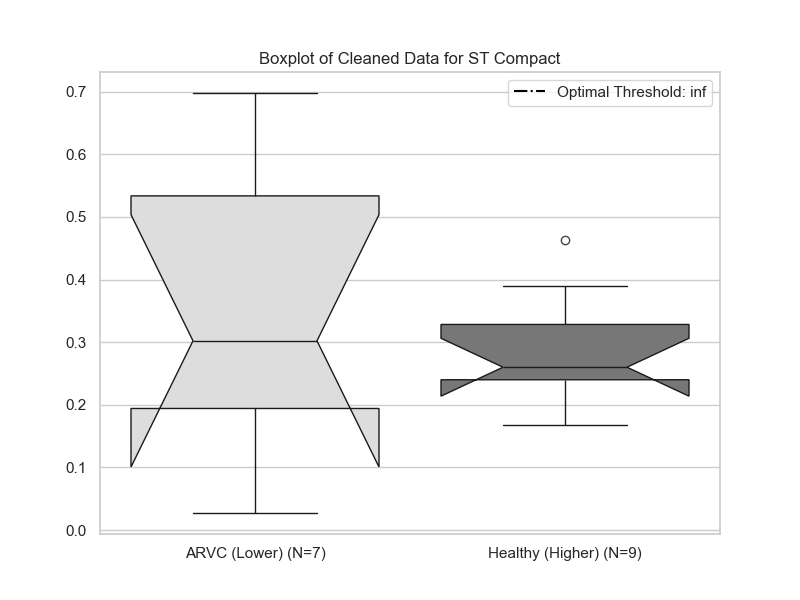 Boxplot of Cleaned Data for ST Compact
Optimal Threshold: inf
0.7
0.6
0.5
0.4
0.3
0.2
0.1
0.0
ARVC (Lower) (N=7)
Healthy (Higher) (N=9)